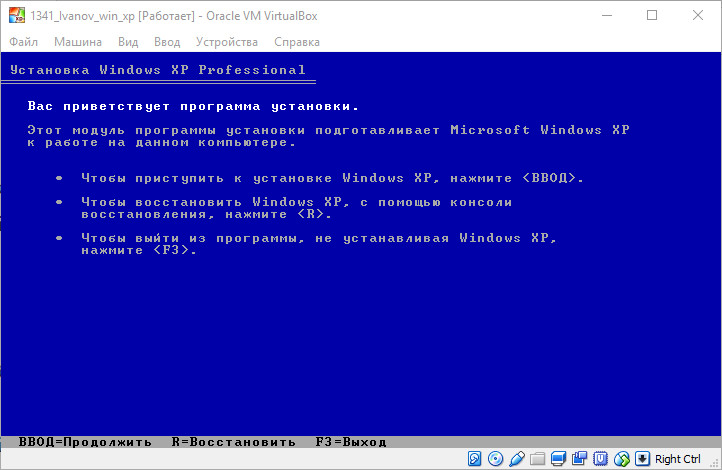 1341_Ivanov_win_xp [Работает] - Oracle VM VirtualBox
Файл Машина Вид Ввод Устройства Справка
Установка Windows XP Professional
Вас приветствует программа установки.
Этот модуль программы установки подготавливает Microsoft Windows XP
к работе на данном компьютере.
• Чтобы приступить к установке Windows XP, нажмите <ВВОД>.
• Чтобы восстановить Windows XP, с помощью консоли
восстановления, нажмите <R>.
• Чтобы выйти из программы, не устанавливая Windows XP,
нажмите <F3>.
ВВОД=Продолжить R=Восстановить F3=Выход
Right Ctrl